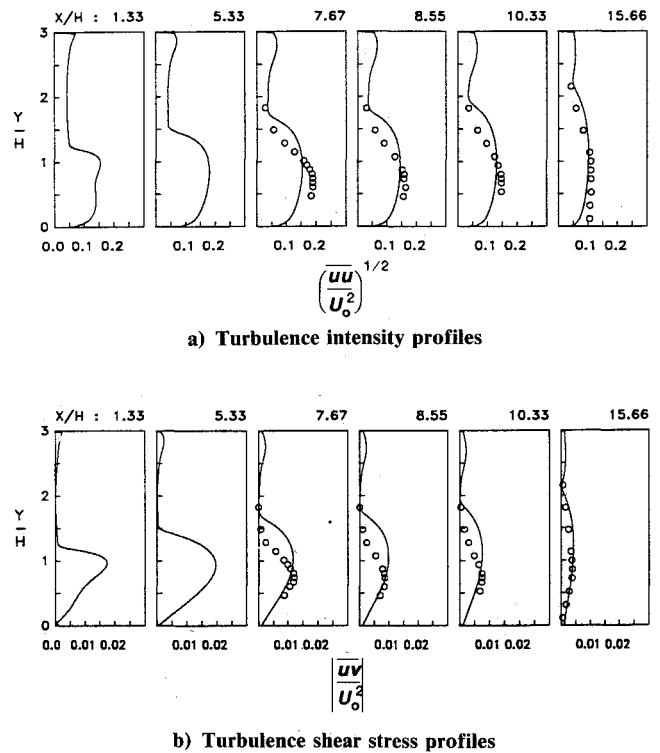 X/H : 1.33 5.33 7.67 8.55 10.33 15.66
3
2
Y
H
1
0
0.0 0.1 0.2 0.1 0.2 0.1 0.2 0.1 0.2 0.1 0.2 0.1 0.2
(uu/U₀²)^1/2
a) Turbulence intensity profiles
X/H : 1.33 5.33 7.67 8.55 10.33 15.66
3
2
Y
H
1
0
0.0 0.01 0.02 0.01 0.02 0.01 0.02 0.01 0.02 0.01 0.02 0.01 0.02
|uv/U₀²|
b) Turbulence shear stress profiles